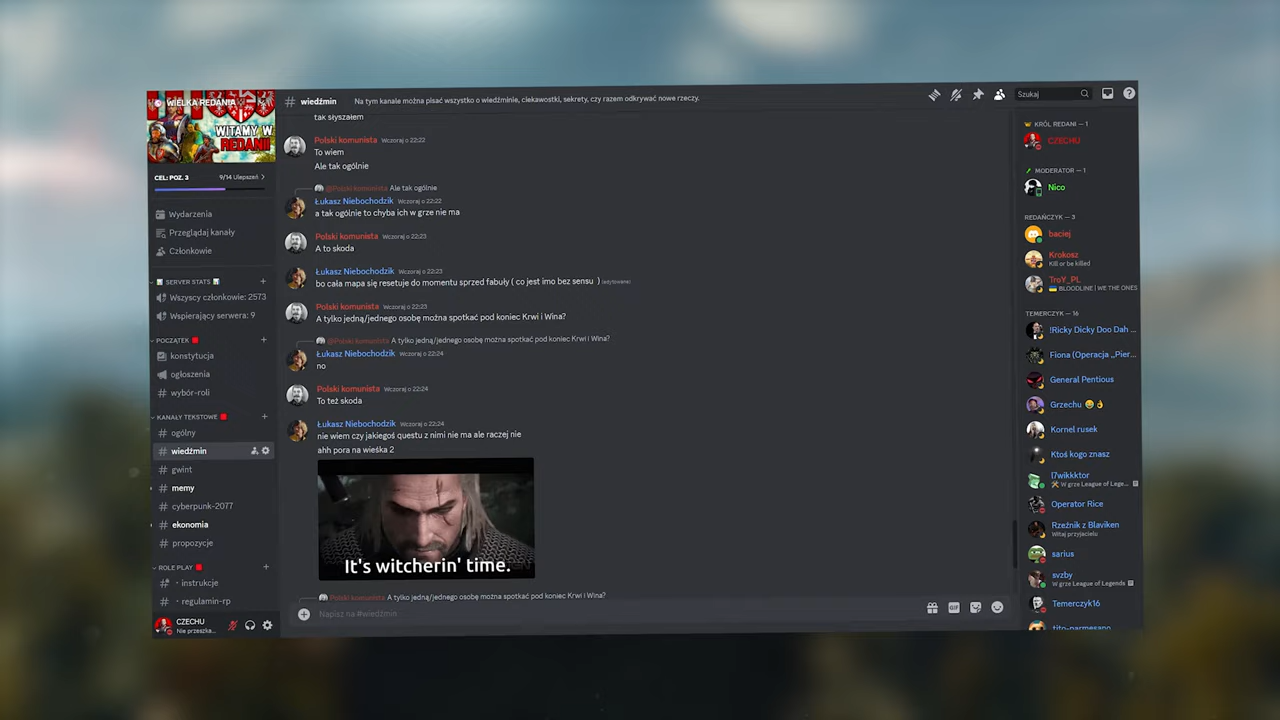 WIELKA REDANIA
WITAMY W
REDANII
CEL: POZ. 3
9/14 Ulepszeń
Wydarzenia
Przeglądaj kanały
Członkowie
SERVER STATS
Wszyscy członkowie: 2573
Wspierający serwera: 9
POCZĄTEK
konstytucja
ogłoszenia
wybór-roli
KANAŁY TEKSTOWE
# ogólny
# wiedźmin
# gwint
# memy
# cyberpunk-2077
# ekonomia
# propozycje
ROLE PLAY
instrukcje
# • regulamin-rp
CZECHU
Nie przeszka...
# wiedźmin
Na tym kanale można pisać wszystko o wiedźminie, ciekawostki, sekrety, czy razem odkrywać nowe rzeczy.
tak słyszałem
Polski komunista Wczoraj o 22:22
To wiem
Ale tak ogólnie
@Polski komunista Ale tak ogólnie
Łukasz Niebochodzik Wczoraj o 22:22
a tak ogólnie to chyba ich w grze nie ma
Polski komunista Wczoraj o 22:23
A to skoda
Łukasz Niebochodzik Wczoraj o 22:23
bo cała mapa się resetuje do momentu sprzed fabuły ( co jest imo bez sensu ) (edytowane)
Polski komunista Wczoraj o 22:23
A tylko jedną/jednego osobę można spotkać pod koniec Krwi i Wina?
@Polski komunista A tylko jedną/jednego osobę można spotkać pod koniec Krwi i Wina?
Łukasz Niebochodzik Wczoraj o 22:24
no
Polski komunista Wczoraj o 22:24
To też skoda
Łukasz Niebochodzik Wczoraj o 22:24
nie wiem czy jakiegoś questu z nimi nie ma ale raczej nie
ahh pora na wieśka 2
It's witcherin' time.
Polski komunista A tylko jedną/jednego osobę można spotkać pod koniec Krwi i Wina?
Napisz na #wiedźmin
GIF
Szukaj
KRÓL REDANI — 1
CZECHU
MODERATOR — 1
Nico
REDAŃCZYK — 3
baciej
Krokosz
Kill or be killed
TroY_PL
BLOODLINE | WE THE ONES
TEMERCZYK — 16
!Ricky Dicky Doo Dah ...
Fiona (Operacja ,,Pier...
General Pentious
Grzechu 😂👌
Kornel rusek
Ktoś kogo znasz
l7wikkktor
W grze League of Lege...
Operator Rice
Rzeźnik z Blaviken
Witaj przyjacielu
sarius
svzby
W grze League of Legends
Temerczyk16
tito-parmesano